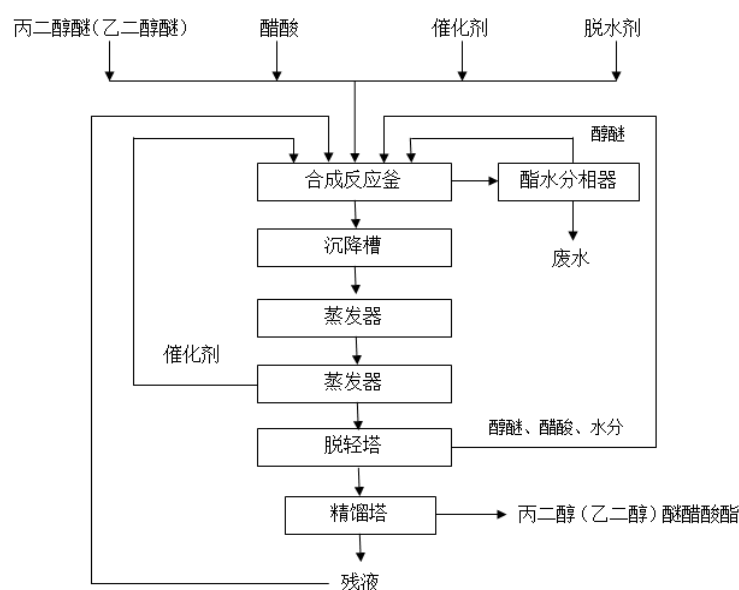 丙二醇醚(乙二醇醚)
醋酸
催化剂
脱水剂
醇醚
合成反应釜
酯水分相器
沉降槽
废水
蒸发器
催化剂
蒸发器
醇醚、醋酸、水分
脱轻塔
精馏塔
丙二醇(乙二醇)醚醋酸酯
残液